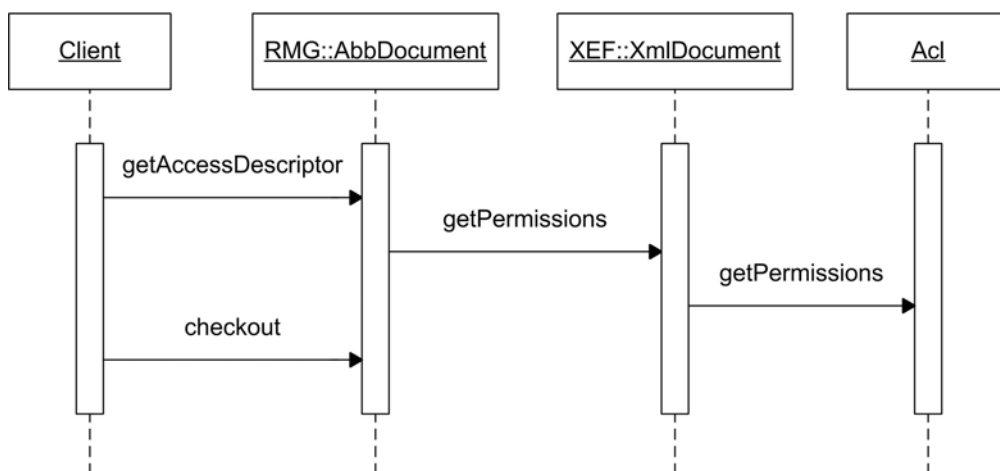 Client
RMG::AbbDocument
XEF::XmlDocument
Acl
getAccessDescriptor
getPermissions
getPermissions
checkout